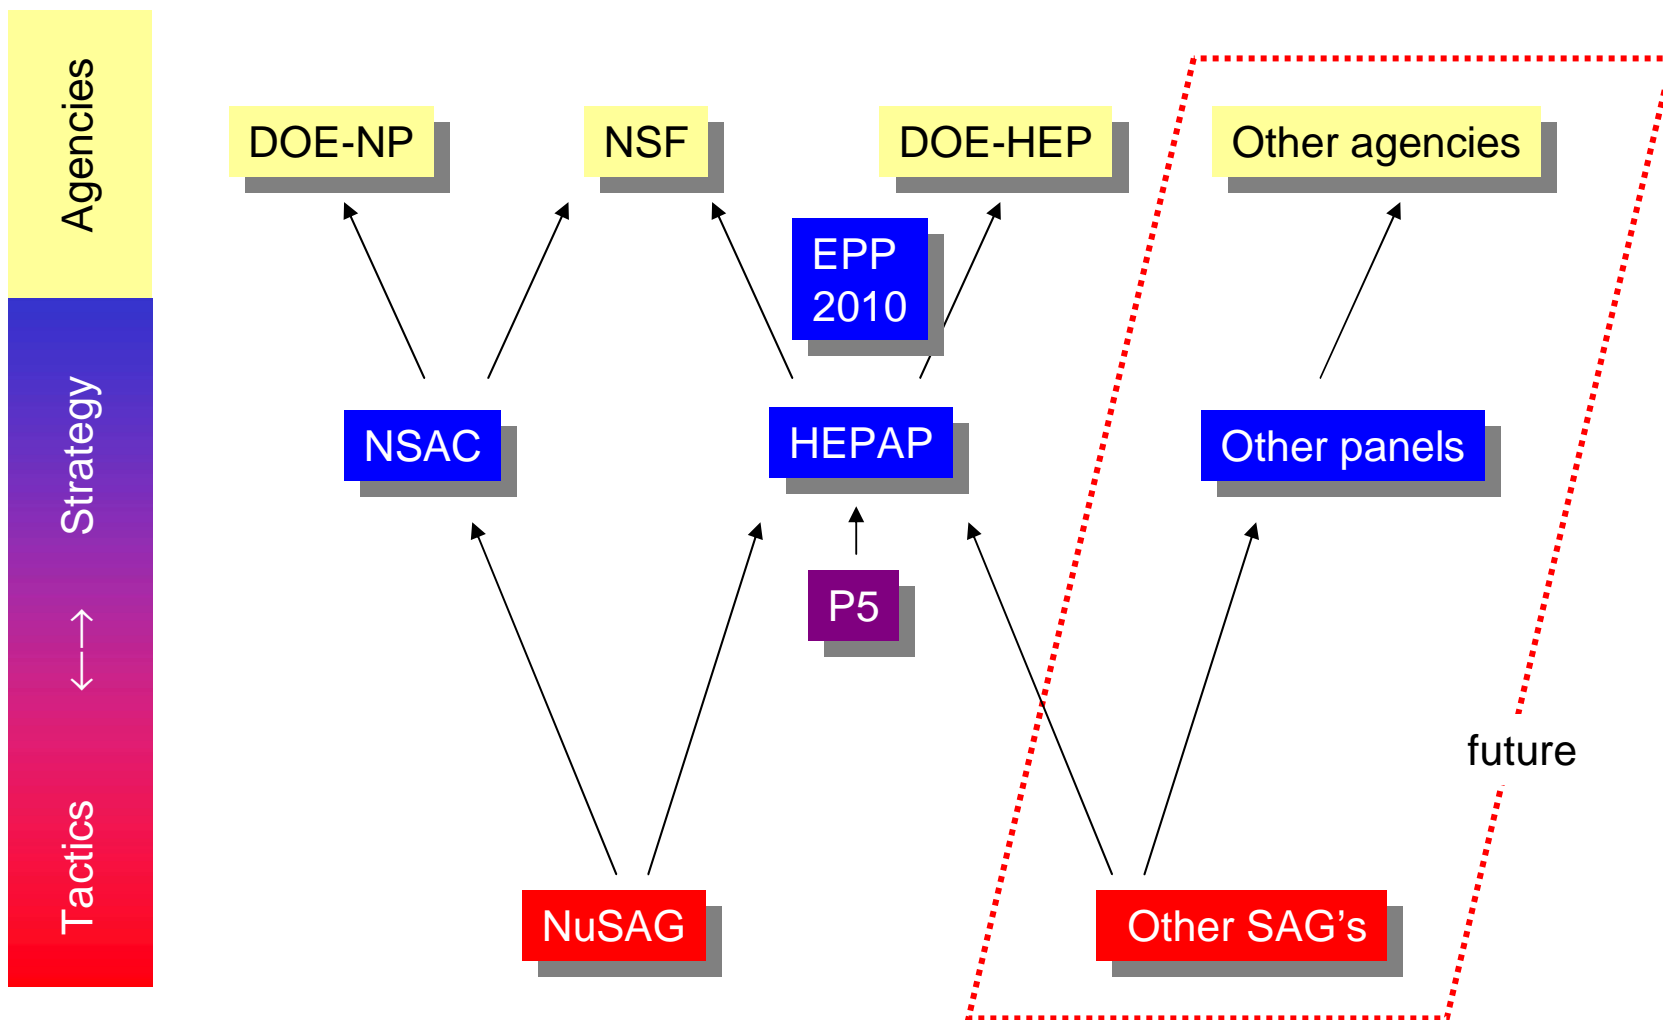 Agencies
Strategy
Tactics
DOE-NP
NSF
DOE-HEP
Other agencies
EPP
2010
NSAC
HEPAP
Other panels
P5
future
NuSAG
Other SAG’s